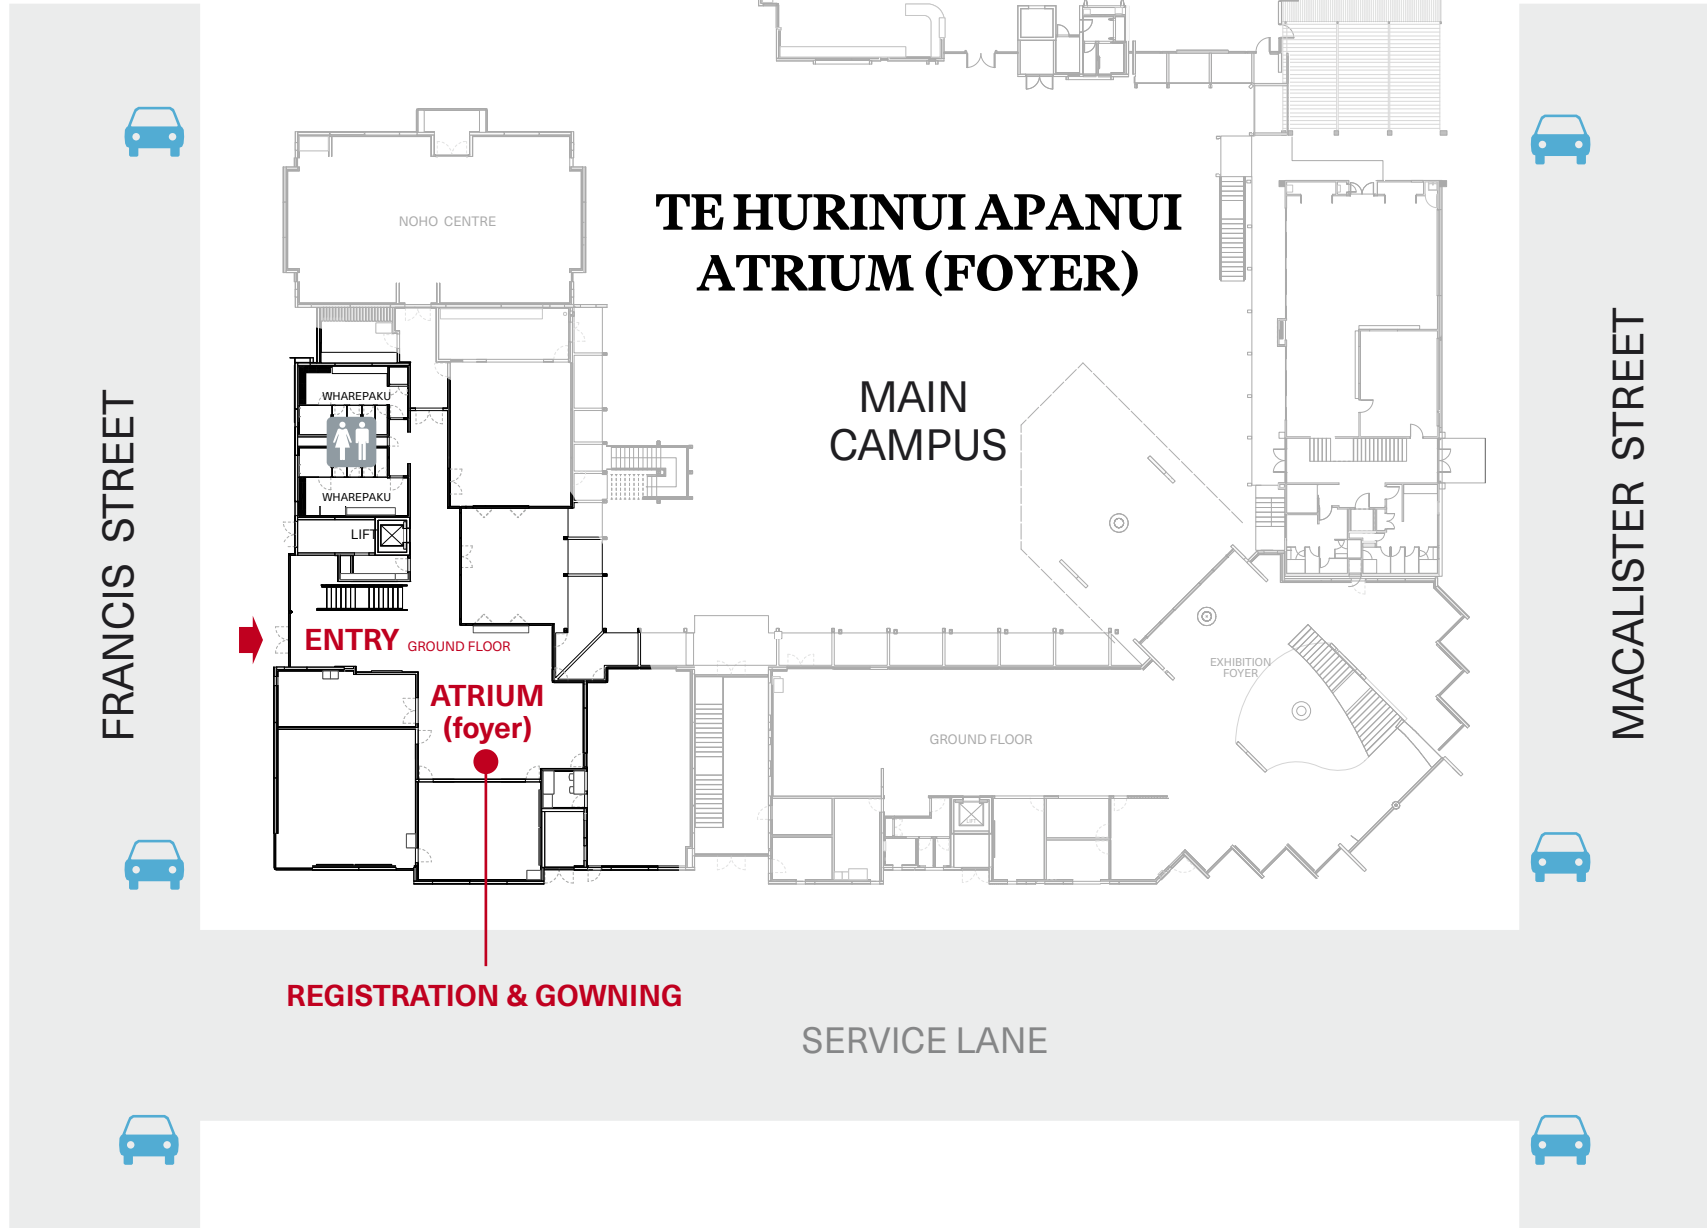 TE HURINUI APANUI
ATRIUM (FOYER)
NOHO CENTRE
MAIN
CAMPUS
FRANCIS STREET
MACALISTER STREET
WHAREPAKU
WHAREPAKU
LIFT
ENTRY
GROUND FLOOR
ATRIUM
(foyer)
EXHIBITION
FOYER
GROUND FLOOR
REGISTRATION & GOWNING
SERVICE LANE